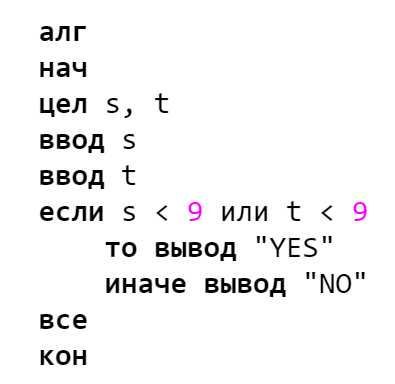 алг
нач
цел s, t
ввод s
ввод t
если s < 9 или t < 9
то вывод "YES"
иначе вывод "NO"
все
кон